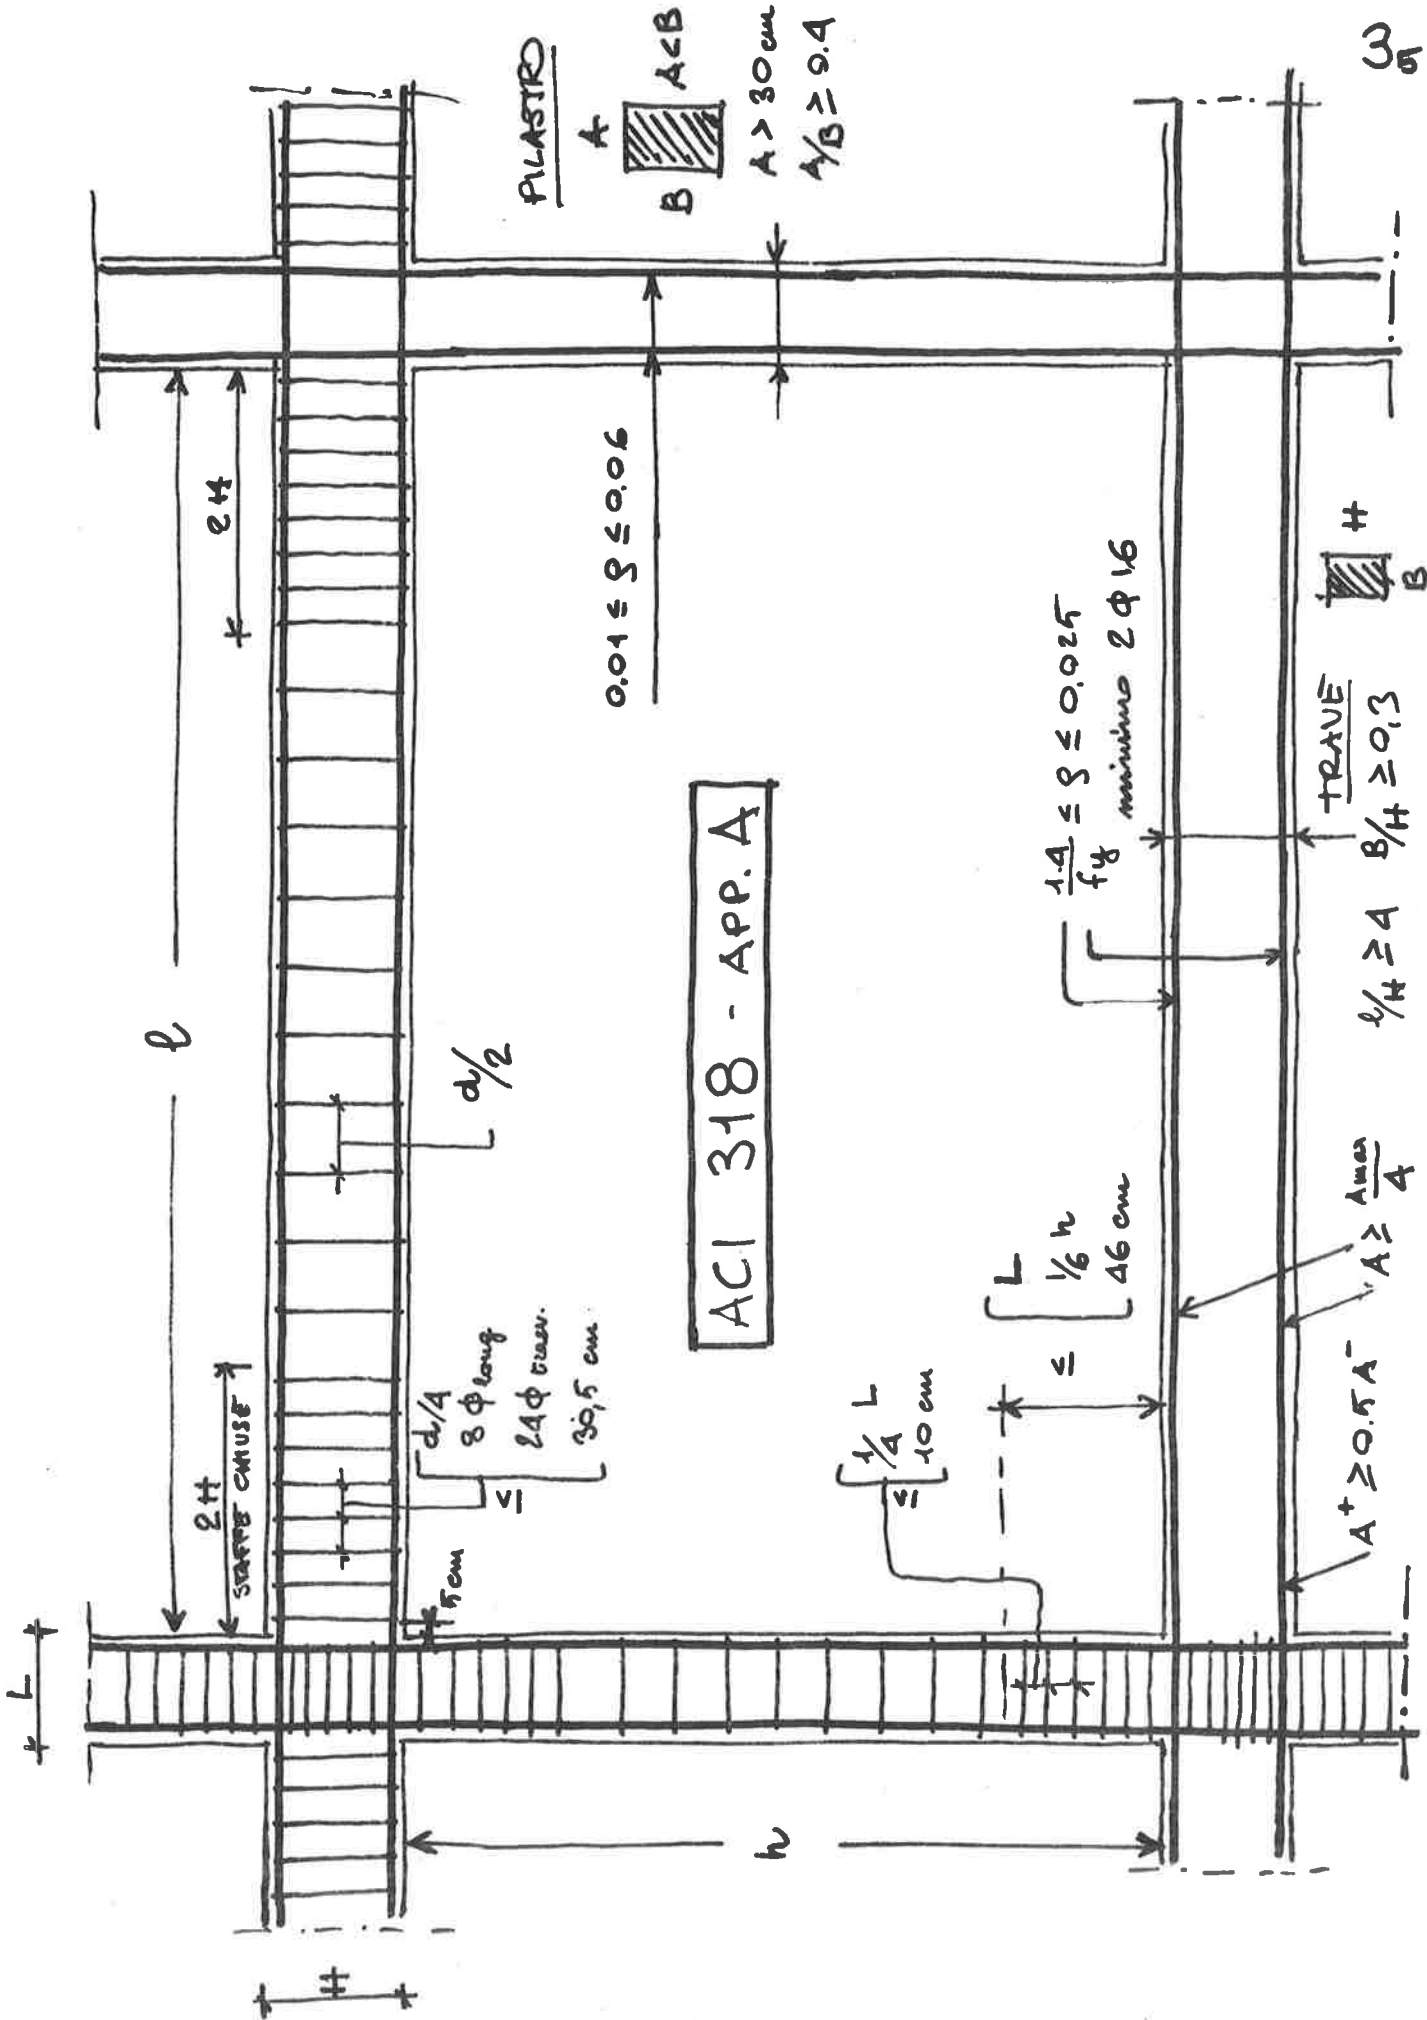 L
l
2H
STAFFE CHIUSE
2H
H
5 cm
≤
d/4
8 ϕ long
24 ϕ trasv.
30,5 cm
d/2
PILASTRO
A
B
A<B
A > 30 cm
A/B ≥ 0.4
0.01 ≤ ρ ≤ 0.06
ACI 318 - APP. A
h
≤
1/4 L
10 cm
≤
L
1/6 h
46 cm
1.4/fy ≤ ρ ≤ 0.025
minimo 2 ϕ 16
A⁺ ≥ 0.5 A⁻
A ≥ Amax/4
TRAVE
l/H ≥ 4 B/H ≥ 0,3
B
H